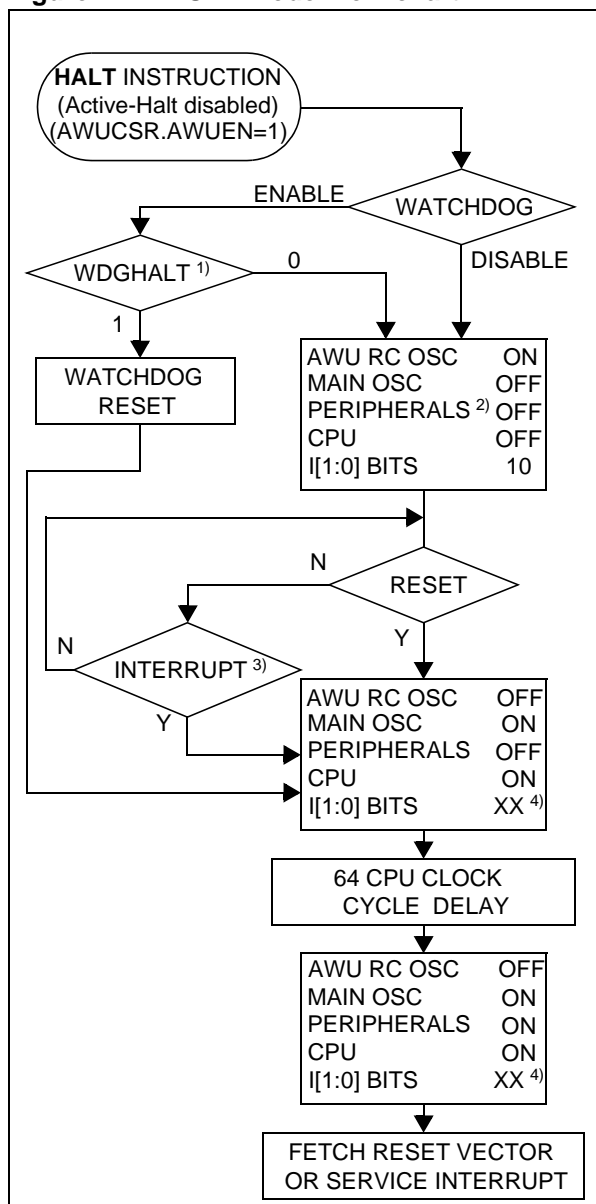 HALT INSTRUCTION
(Active-Halt disabled)
(AWUCSR.AWUEN=1)
ENABLE
WATCHDOG
WDGHALT 1)
0
DISABLE
1
WATCHDOG
RESET
AWU RC OSC ON
MAIN OSC OFF
PERIPHERALS 2) OFF
CPU OFF
I[1:0] BITS 10
N
RESET
N
Y
INTERRUPT 3)
Y
AWU RC OSC OFF
MAIN OSC ON
PERIPHERALS OFF
CPU ON
I[1:0] BITS XX 4)
64 CPU CLOCK
CYCLE DELAY
AWU RC OSC OFF
MAIN OSC ON
PERIPHERALS ON
CPU ON
I[1:0] BITS XX 4)
FETCH RESET VECTOR
OR SERVICE INTERRUPT